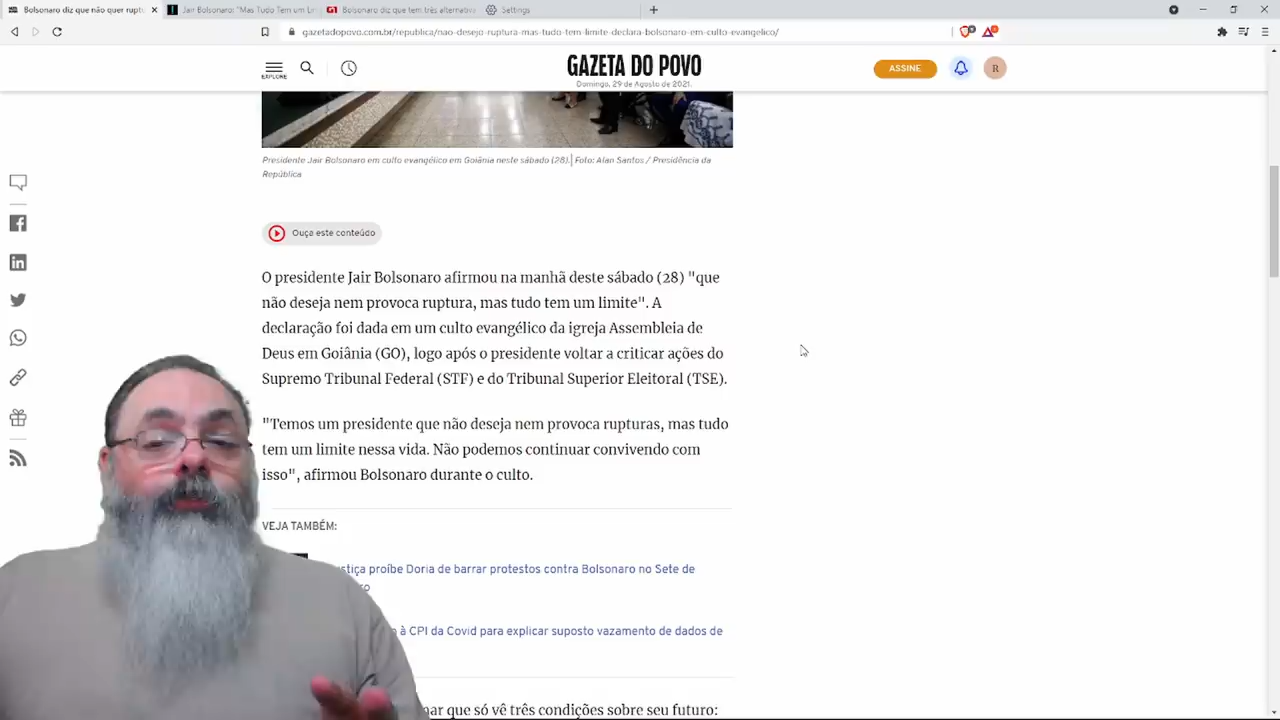 Bolsonaro diz que não quer rupt
Jair Bolsonaro: "Mas Tudo Tem um Li
Bolsonaro diz que tem três alternativ
Settings
gazetadopovo.com.br/republica/nao-desejo-ruptura-mas-tudo-tem-limite-declara-bolsonaro-em-culto-evangelico/
EXPLORE
GAZETA DO POVO
Domingo, 29 de Agosto de 2021.
ASSINE
R
Presidente Jair Bolsonaro em culto evangélico em Goiânia neste sábado (28).| Foto: Alan Santos / Presidência da
República
Ouça este conteúdo
O presidente Jair Bolsonaro afirmou na manhã deste sábado (28) "que
não deseja nem provoca ruptura, mas tudo tem um limite". A
declaração foi dada em um culto evangélico da igreja Assembleia de
Deus em Goiânia (GO), logo após o presidente voltar a criticar ações do
Supremo Tribunal Federal (STF) e do Tribunal Superior Eleitoral (TSE).
"Temos um presidente que não deseja nem provoca rupturas, mas tudo
tem um limite nessa vida. Não podemos continuar convivendo com
isso", afirmou Bolsonaro durante o culto.
VEJA TAMBÉM:
stiça proíbe Doria de barrar protestos contra Bolsonaro no Sete de
ro
à CPI da Covid para explicar suposto vazamento de dados de
nar que só vê três condições sobre seu futuro: